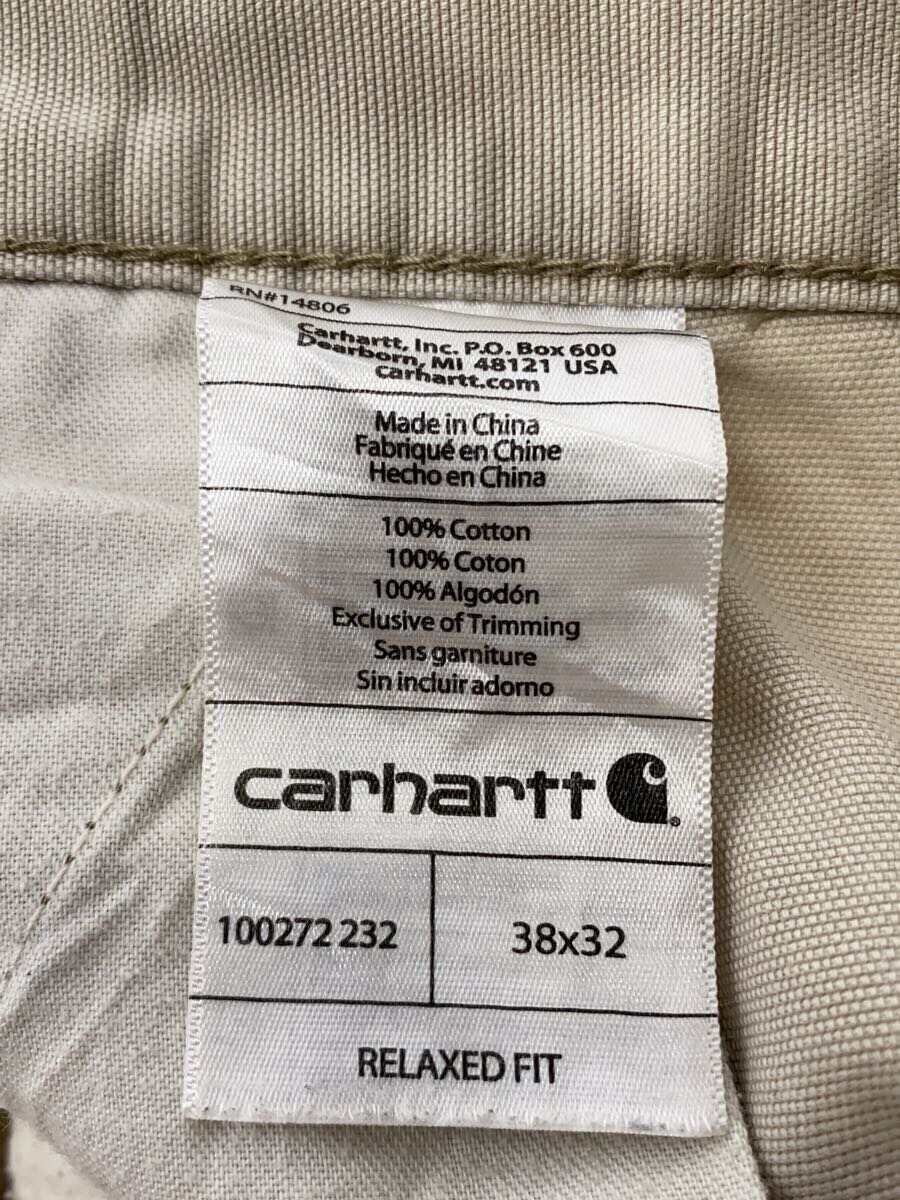 RN#14806
Carhartt, Inc. P.O. Box 600
Dearborn, MI 48121 USA
carhartt.com
Made in China
Fabriqué en Chine
Hecho en China
100% Cotton
100% Coton
100% Algodón
Exclusive of Trimming
Sans garniture
Sin incluir adorno
carhartt
100272 232
38x32
RELAXED FIT